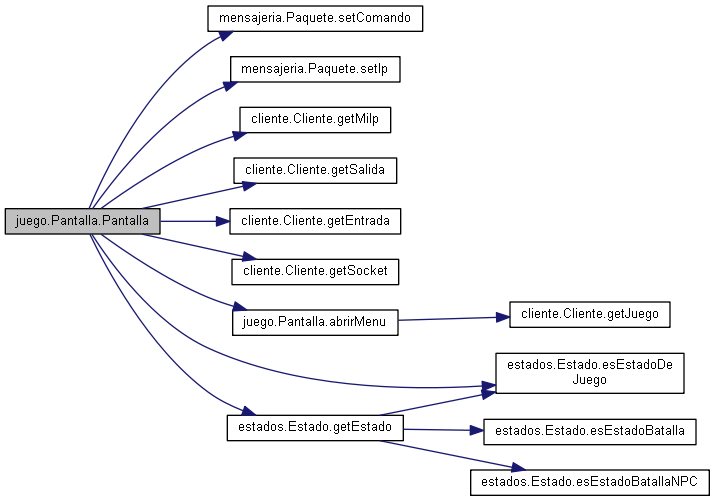 mensajeria.Paquete.setComando
mensajeria.Paquete.setIp
cliente.Cliente.getMiIp
cliente.Cliente.getSalida
juego.Pantalla.Pantalla
cliente.Cliente.getEntrada
cliente.Cliente.getSocket
juego.Pantalla.abrirMenu
cliente.Cliente.getJuego
estados.Estado.esEstadoDe
Juego
estados.Estado.getEstado
estados.Estado.esEstadoBatalla
estados.Estado.esEstadoBatallaNPC